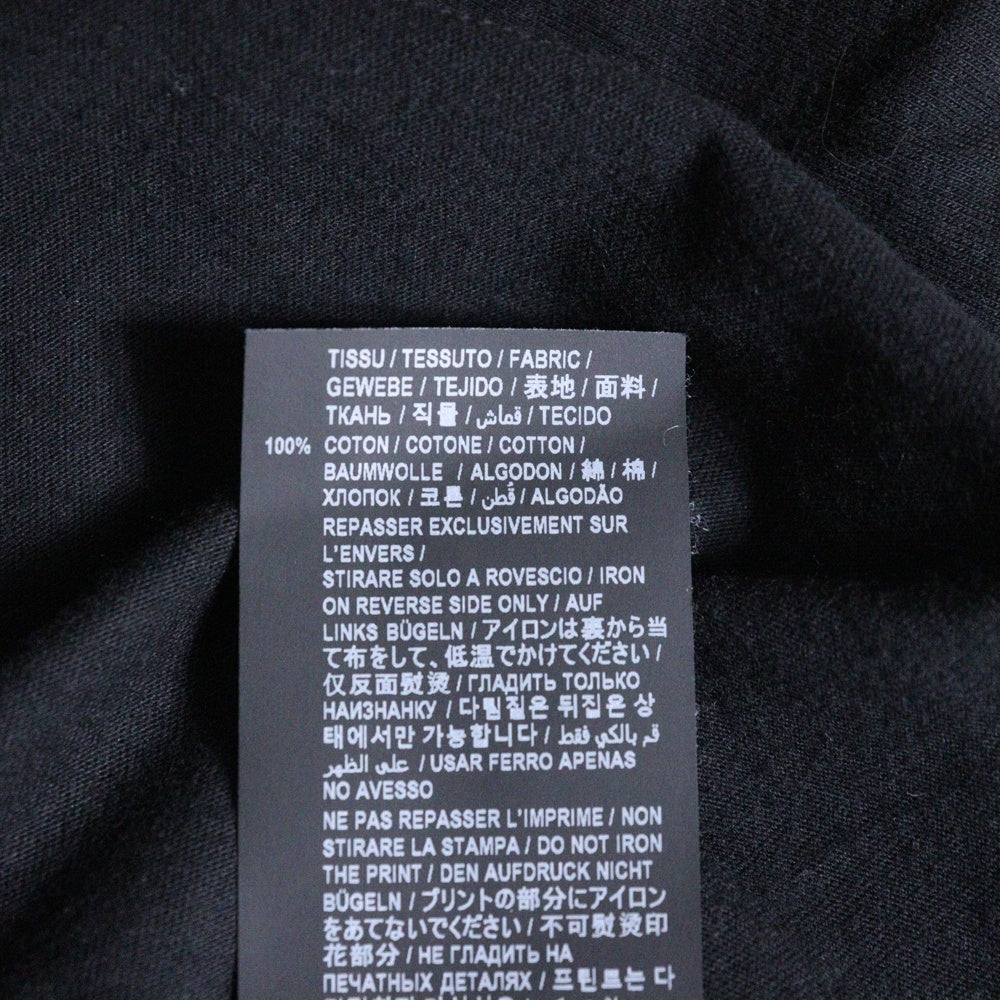 TISSU / TESSUTO / FABRIC /
GEWEBE / TEJIDO / 表地 / 面料 /
ТКАНЬ / 직물 / قماش / TECIDO
100% COTON / COTONE / COTTON /
BAUMWOLLE / ALGODON / 綿 / 棉 /
ХЛОПОК / 코튼 / قُطن / ALGODÃO
REPASSER EXCLUSIVEMENT SUR
L'ENVERS /
STIRARE SOLO A ROVESCIO / IRON
ON REVERSE SIDE ONLY / AUF
LINKS BÜGELN / アイロンは裏から当
て布をして、低温でかけてください /
仅反面熨烫 / ГЛАДИТЬ ТОЛЬКО
НАИЗНАНКУ / 다림질은 뒤집은 상
태에서만 가능합니다 / قم بالكي فقط
على الظهر / USAR FERRO APENAS
NO AVESSO
NE PAS REPASSER L'IMPRIME / NON
STIRARE LA STAMPA / DO NOT IRON
THE PRINT / DEN AUFDRUCK NICHT
BÜGELN / プリントの部分にアイロン
をあてないでください / 不可熨烫印
花部分 / НЕ ГЛАДИТЬ НА
ПЕЧАТНЫХ ДЕТАЛЯХ / 프린트는 다